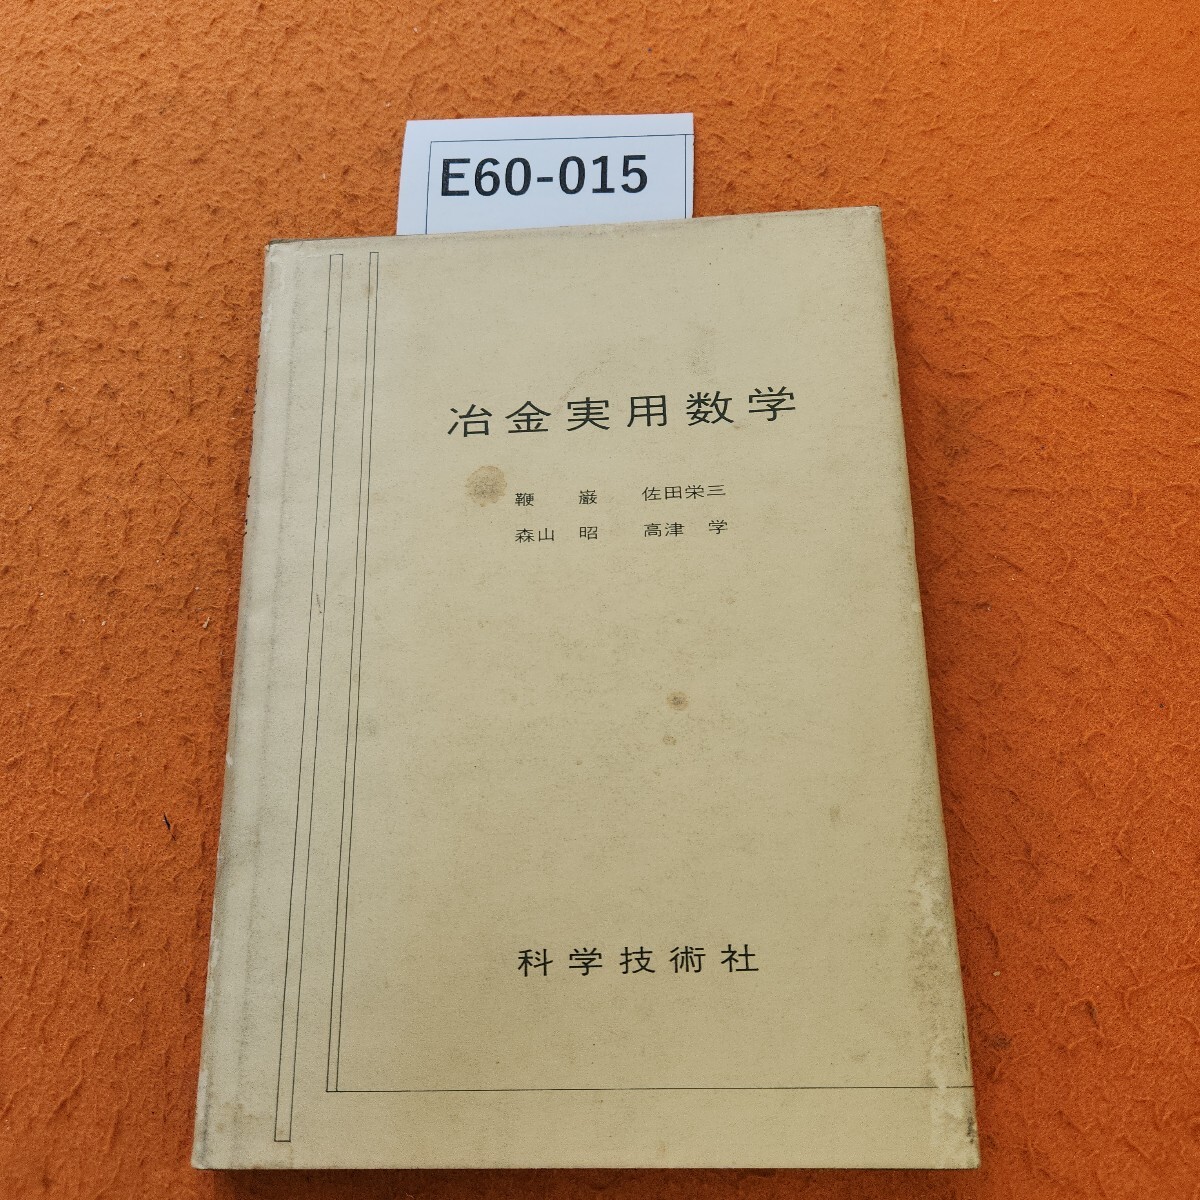 E60-015
冶金実用数学
鞭 巌 佐田栄三
森山 昭 高津 学
科学技術社